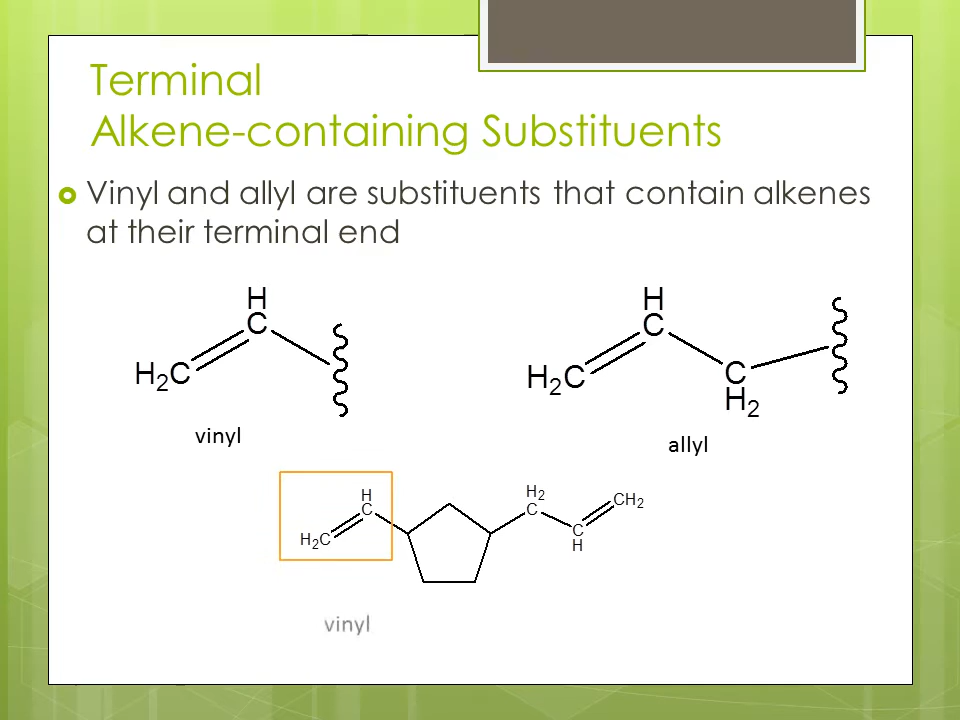 Terminal
Alkene-containing Substituents
Vinyl and allyl are substituents that contain alkenes
at their terminal end
H
C
H2C
vinyl
H
C
H2C
C
H2
allyl
H
C
H2C
H2
C
C
H
CH2
vinyl